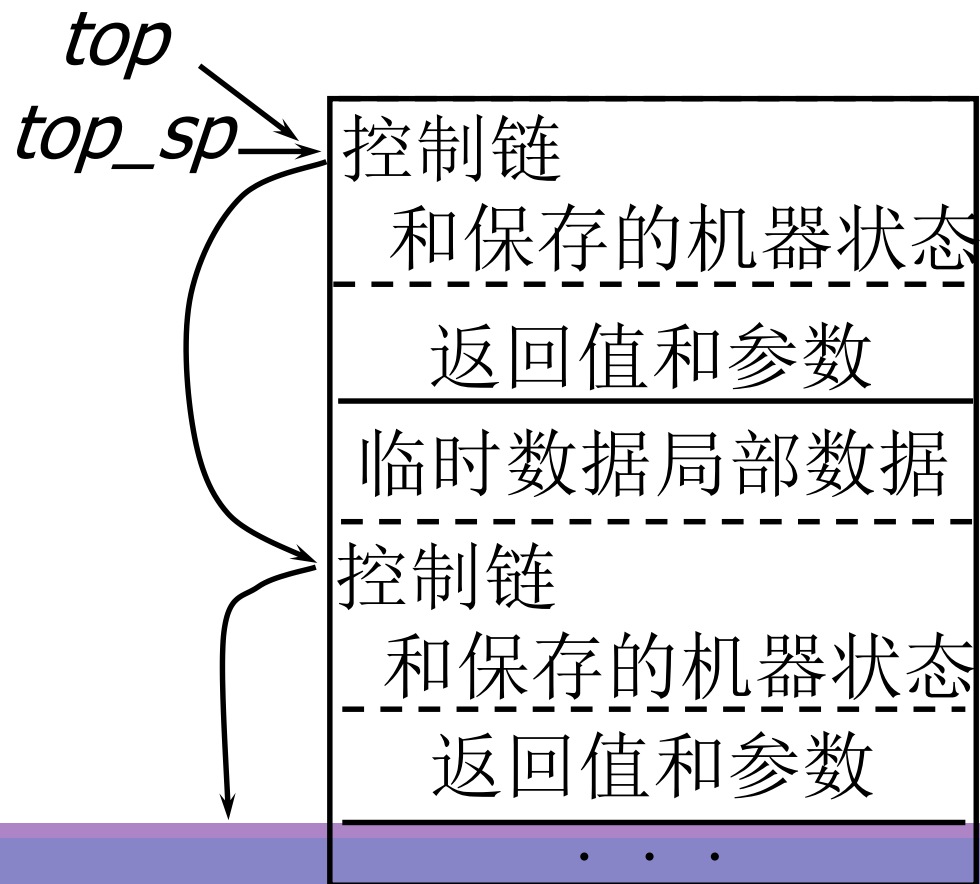 top
top_sp
控制链
和保存的机器状态
返回值和参数
临时数据局部数据
控制链
和保存的机器状态
返回值和参数
. . .